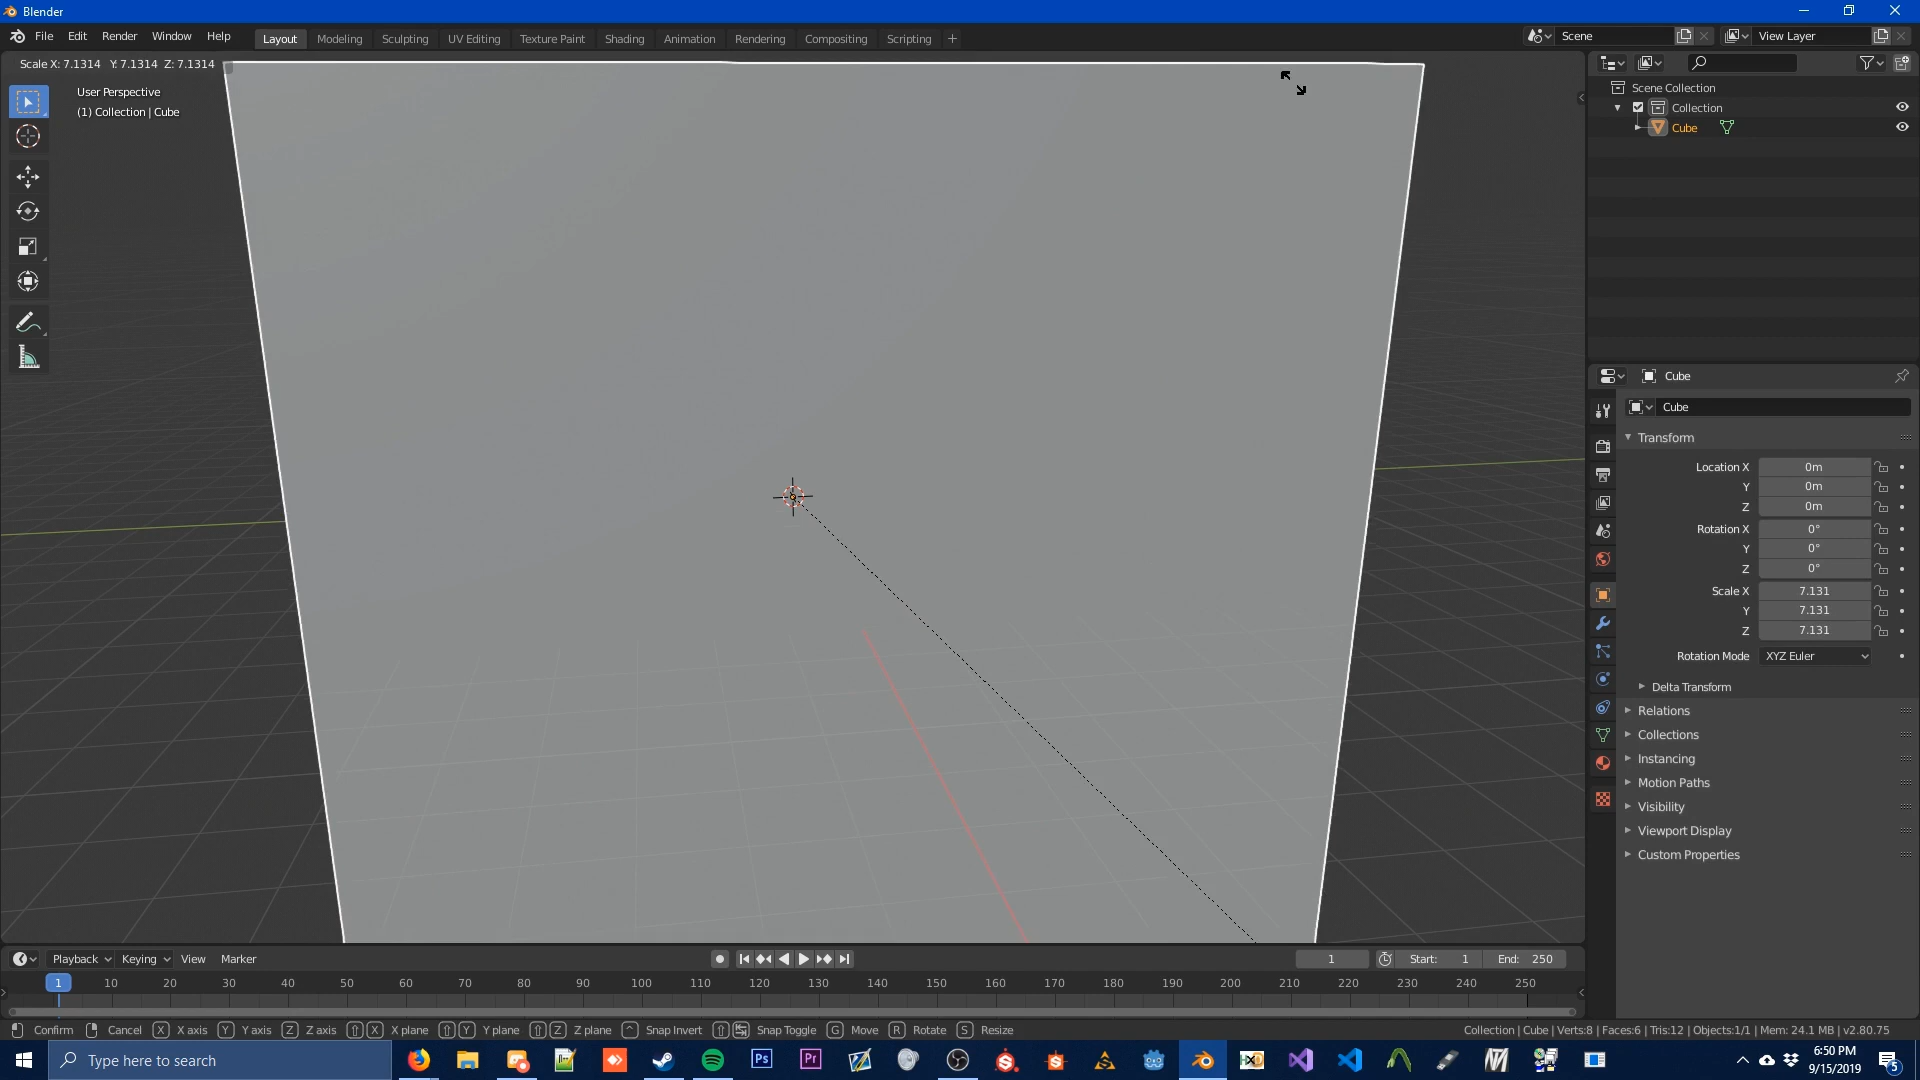 Blender
File Edit Render Window Help Layout Modeling Sculpting UV Editing Texture Paint Shading Animation Rendering Compositing Scripting + Scene View Layer
Scale X: 7.1314 Y: 7.1314 Z: 7.1314
User Perspective
(1) Collection | Cube
Scene Collection
Collection
Cube
Cube
Cube
Transform
Location X 0m
Y 0m
Z 0m
Rotation X 0°
Y 0°
Z 0°
Scale X 7.131
Y 7.131
Z 7.131
Rotation Mode XYZ Euler
Delta Transform
Relations
Collections
Instancing
Motion Paths
Visibility
Viewport Display
Custom Properties
Playback Keying View Marker 1 Start: 1 End: 250
1 10 20 30 40 50 60 70 80 90 100 110 120 130 140 150 160 170 180 190 200 210 220 230 240 250
Confirm Cancel X X axis Y Y axis Z Z axis X X plane Y Y plane Z Z plane Snap Invert Snap Toggle G Move R Rotate S Resize Collection | Cube | Verts:8 | Faces:6 | Tris:12 | Objects:1/1 | Mem: 24.1 MB | v2.80.75
Type here to search
Ps
Pr
6:50 PM
9/15/2019
5